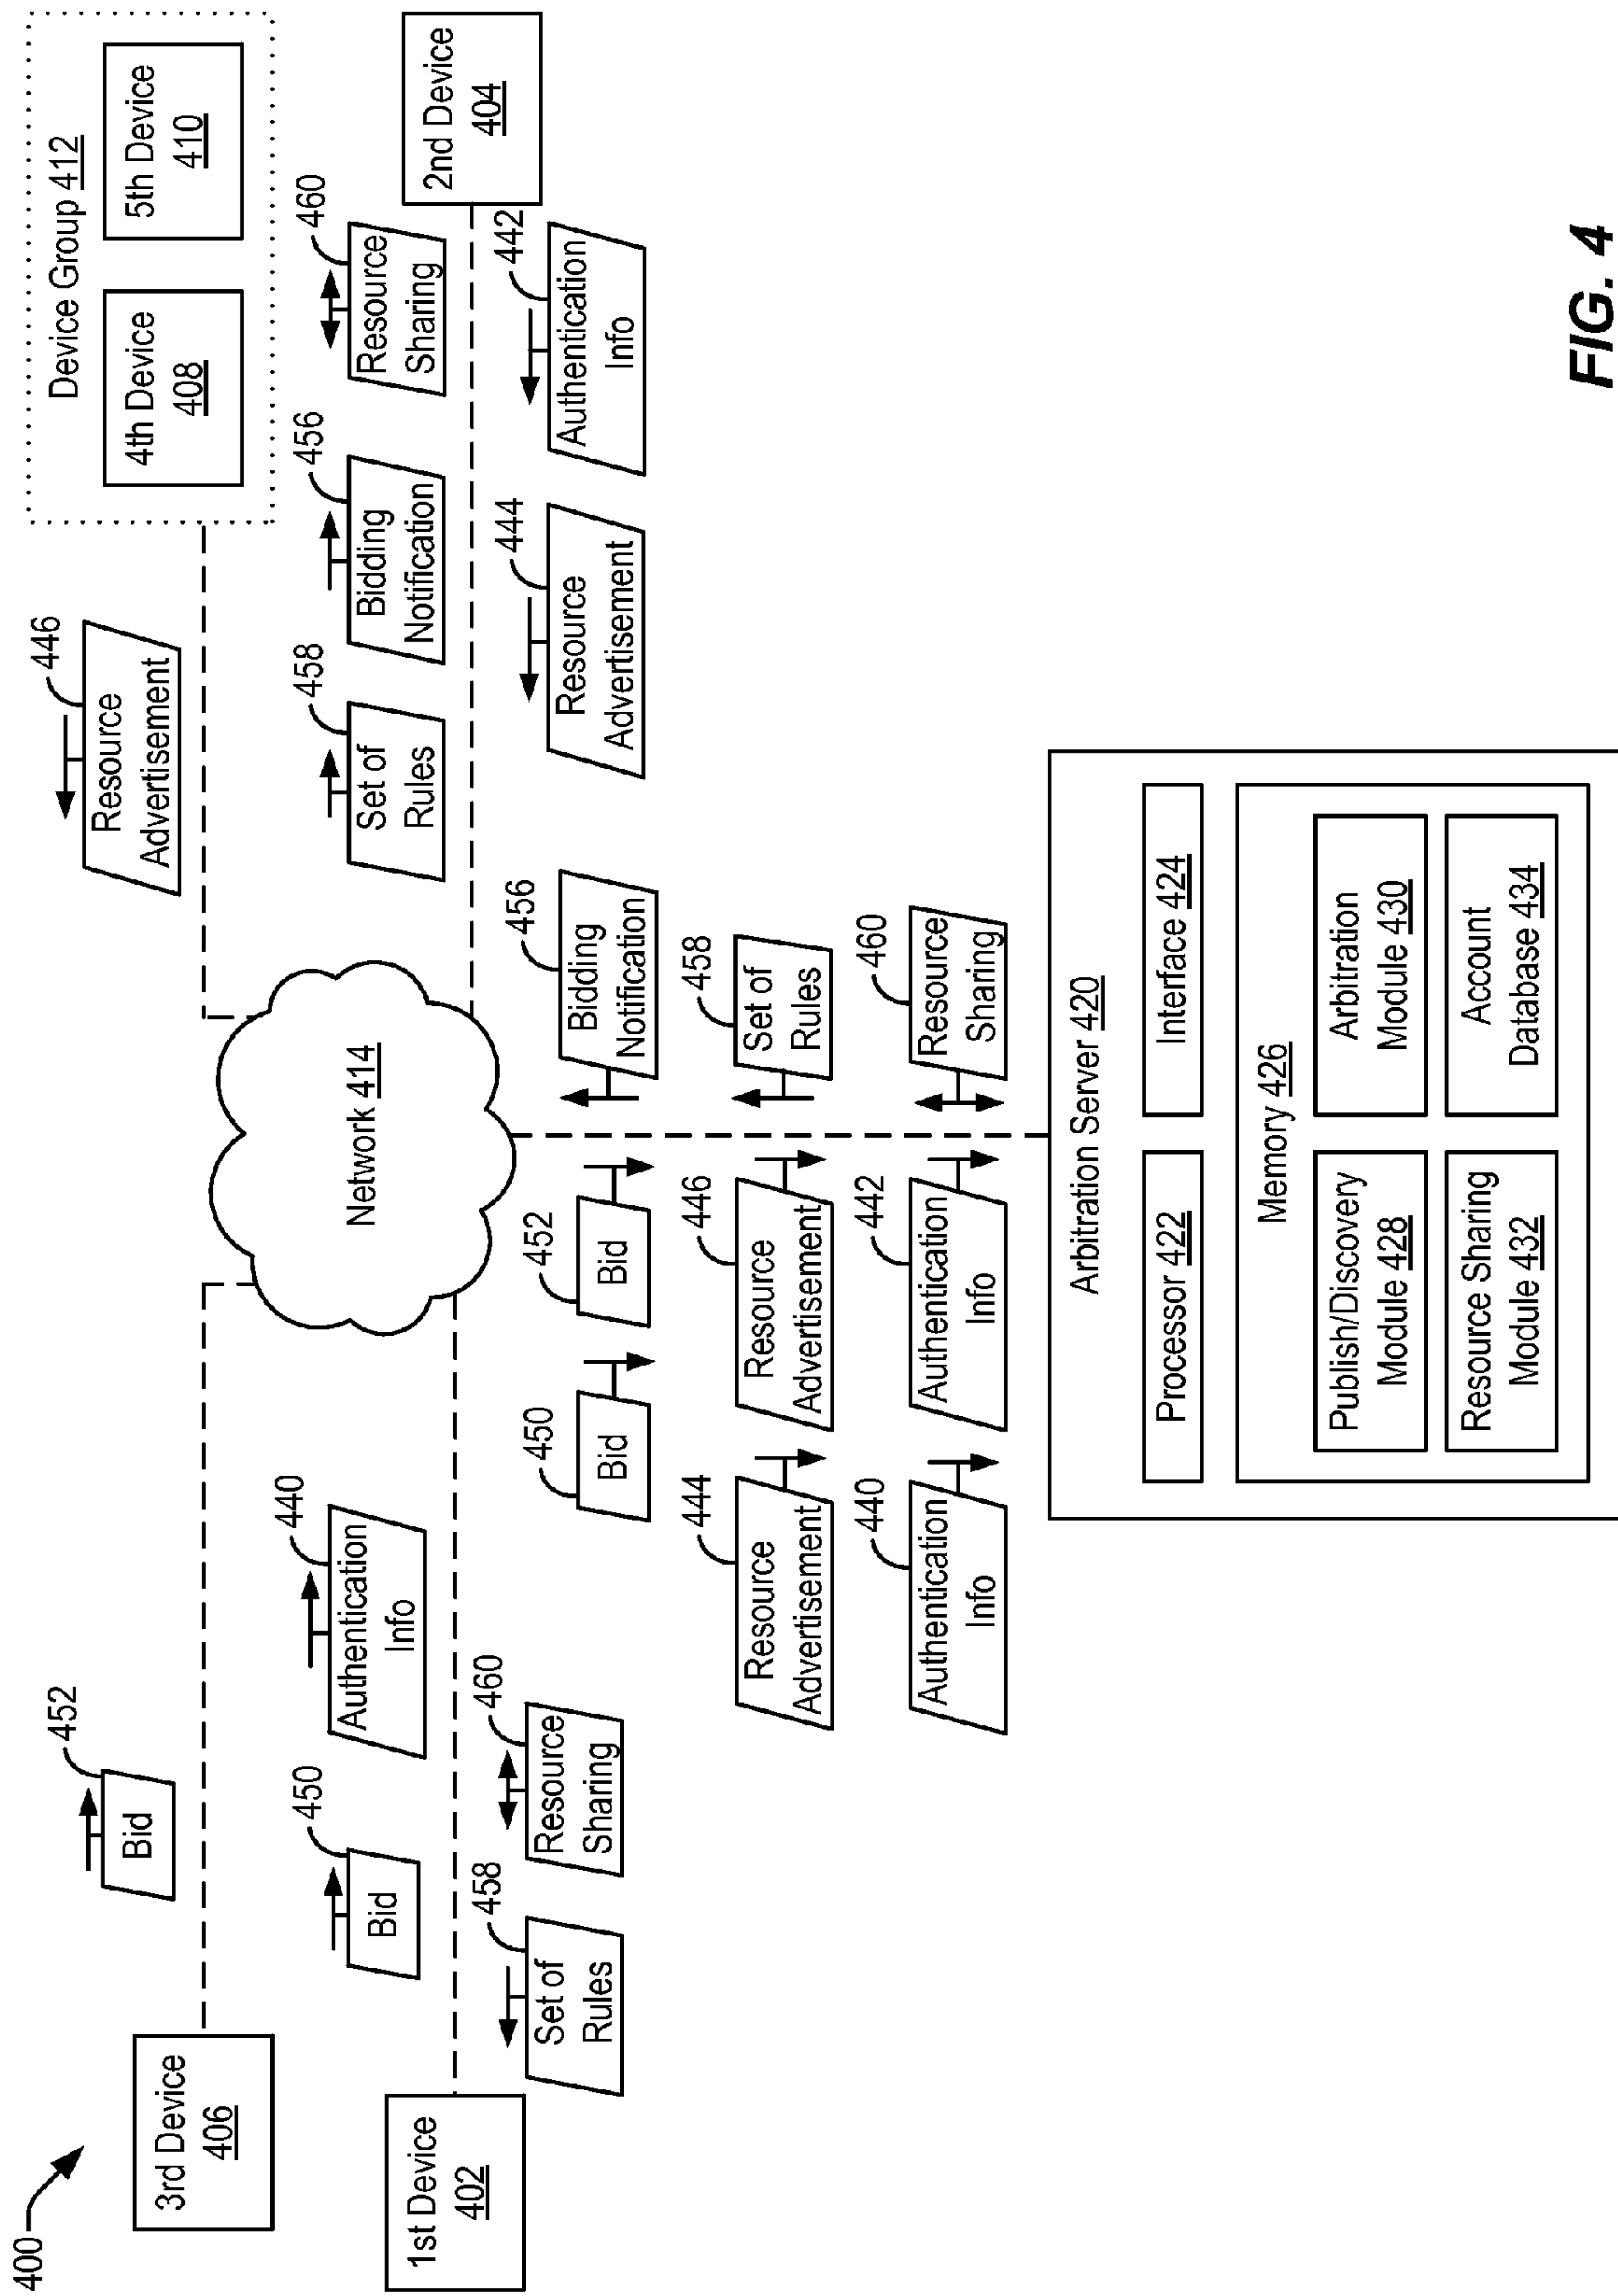 400
3rd Device
406
452
Bid
446
Resource
Advertisement
Device Group 412
4th Device
408
5th Device
410
1st Device
402
450
Bid
440
Authentication
Info
458
Set of
Rules
460
Resource
Sharing
Network 414
458
Set of
Rules
456
Bidding
Notification
460
Resource
Sharing
2nd Device
404
444
Resource
Advertisement
442
Authentication
Info
450
Bid
452
Bid
456
Bidding
Notification
444
Resource
Advertisement
446
Resource
Advertisement
458
Set of
Rules
440
Authentication
Info
442
Authentication
Info
460
Resource
Sharing
Arbitration Server 420
Processor 422
Interface 424
Memory 426
Publish/Discovery
Module 428
Arbitration
Module 430
Resource Sharing
Module 432
Account
Database 434
FIG. 4